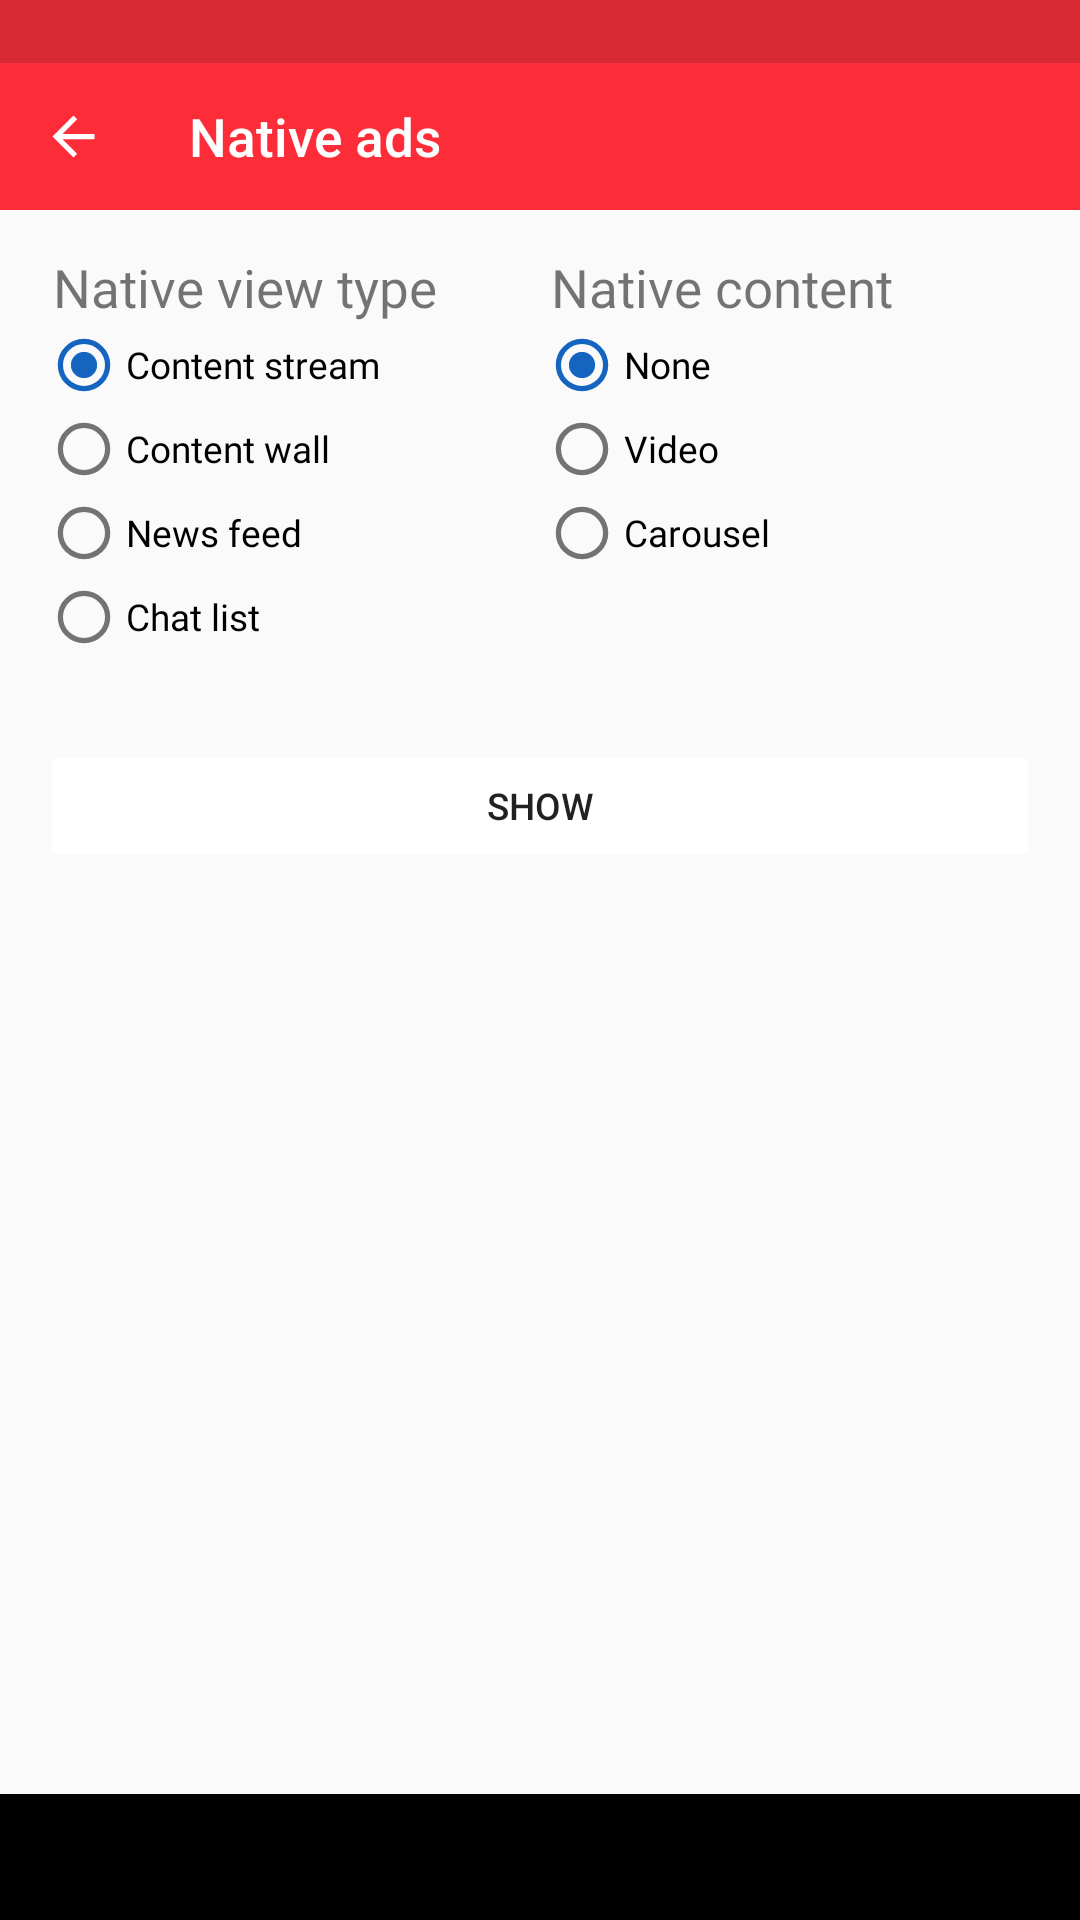 Native ads
Native view type
Content stream
Content wall
News feed
Chat list
Native content
None
Video
Carousel
SHOW